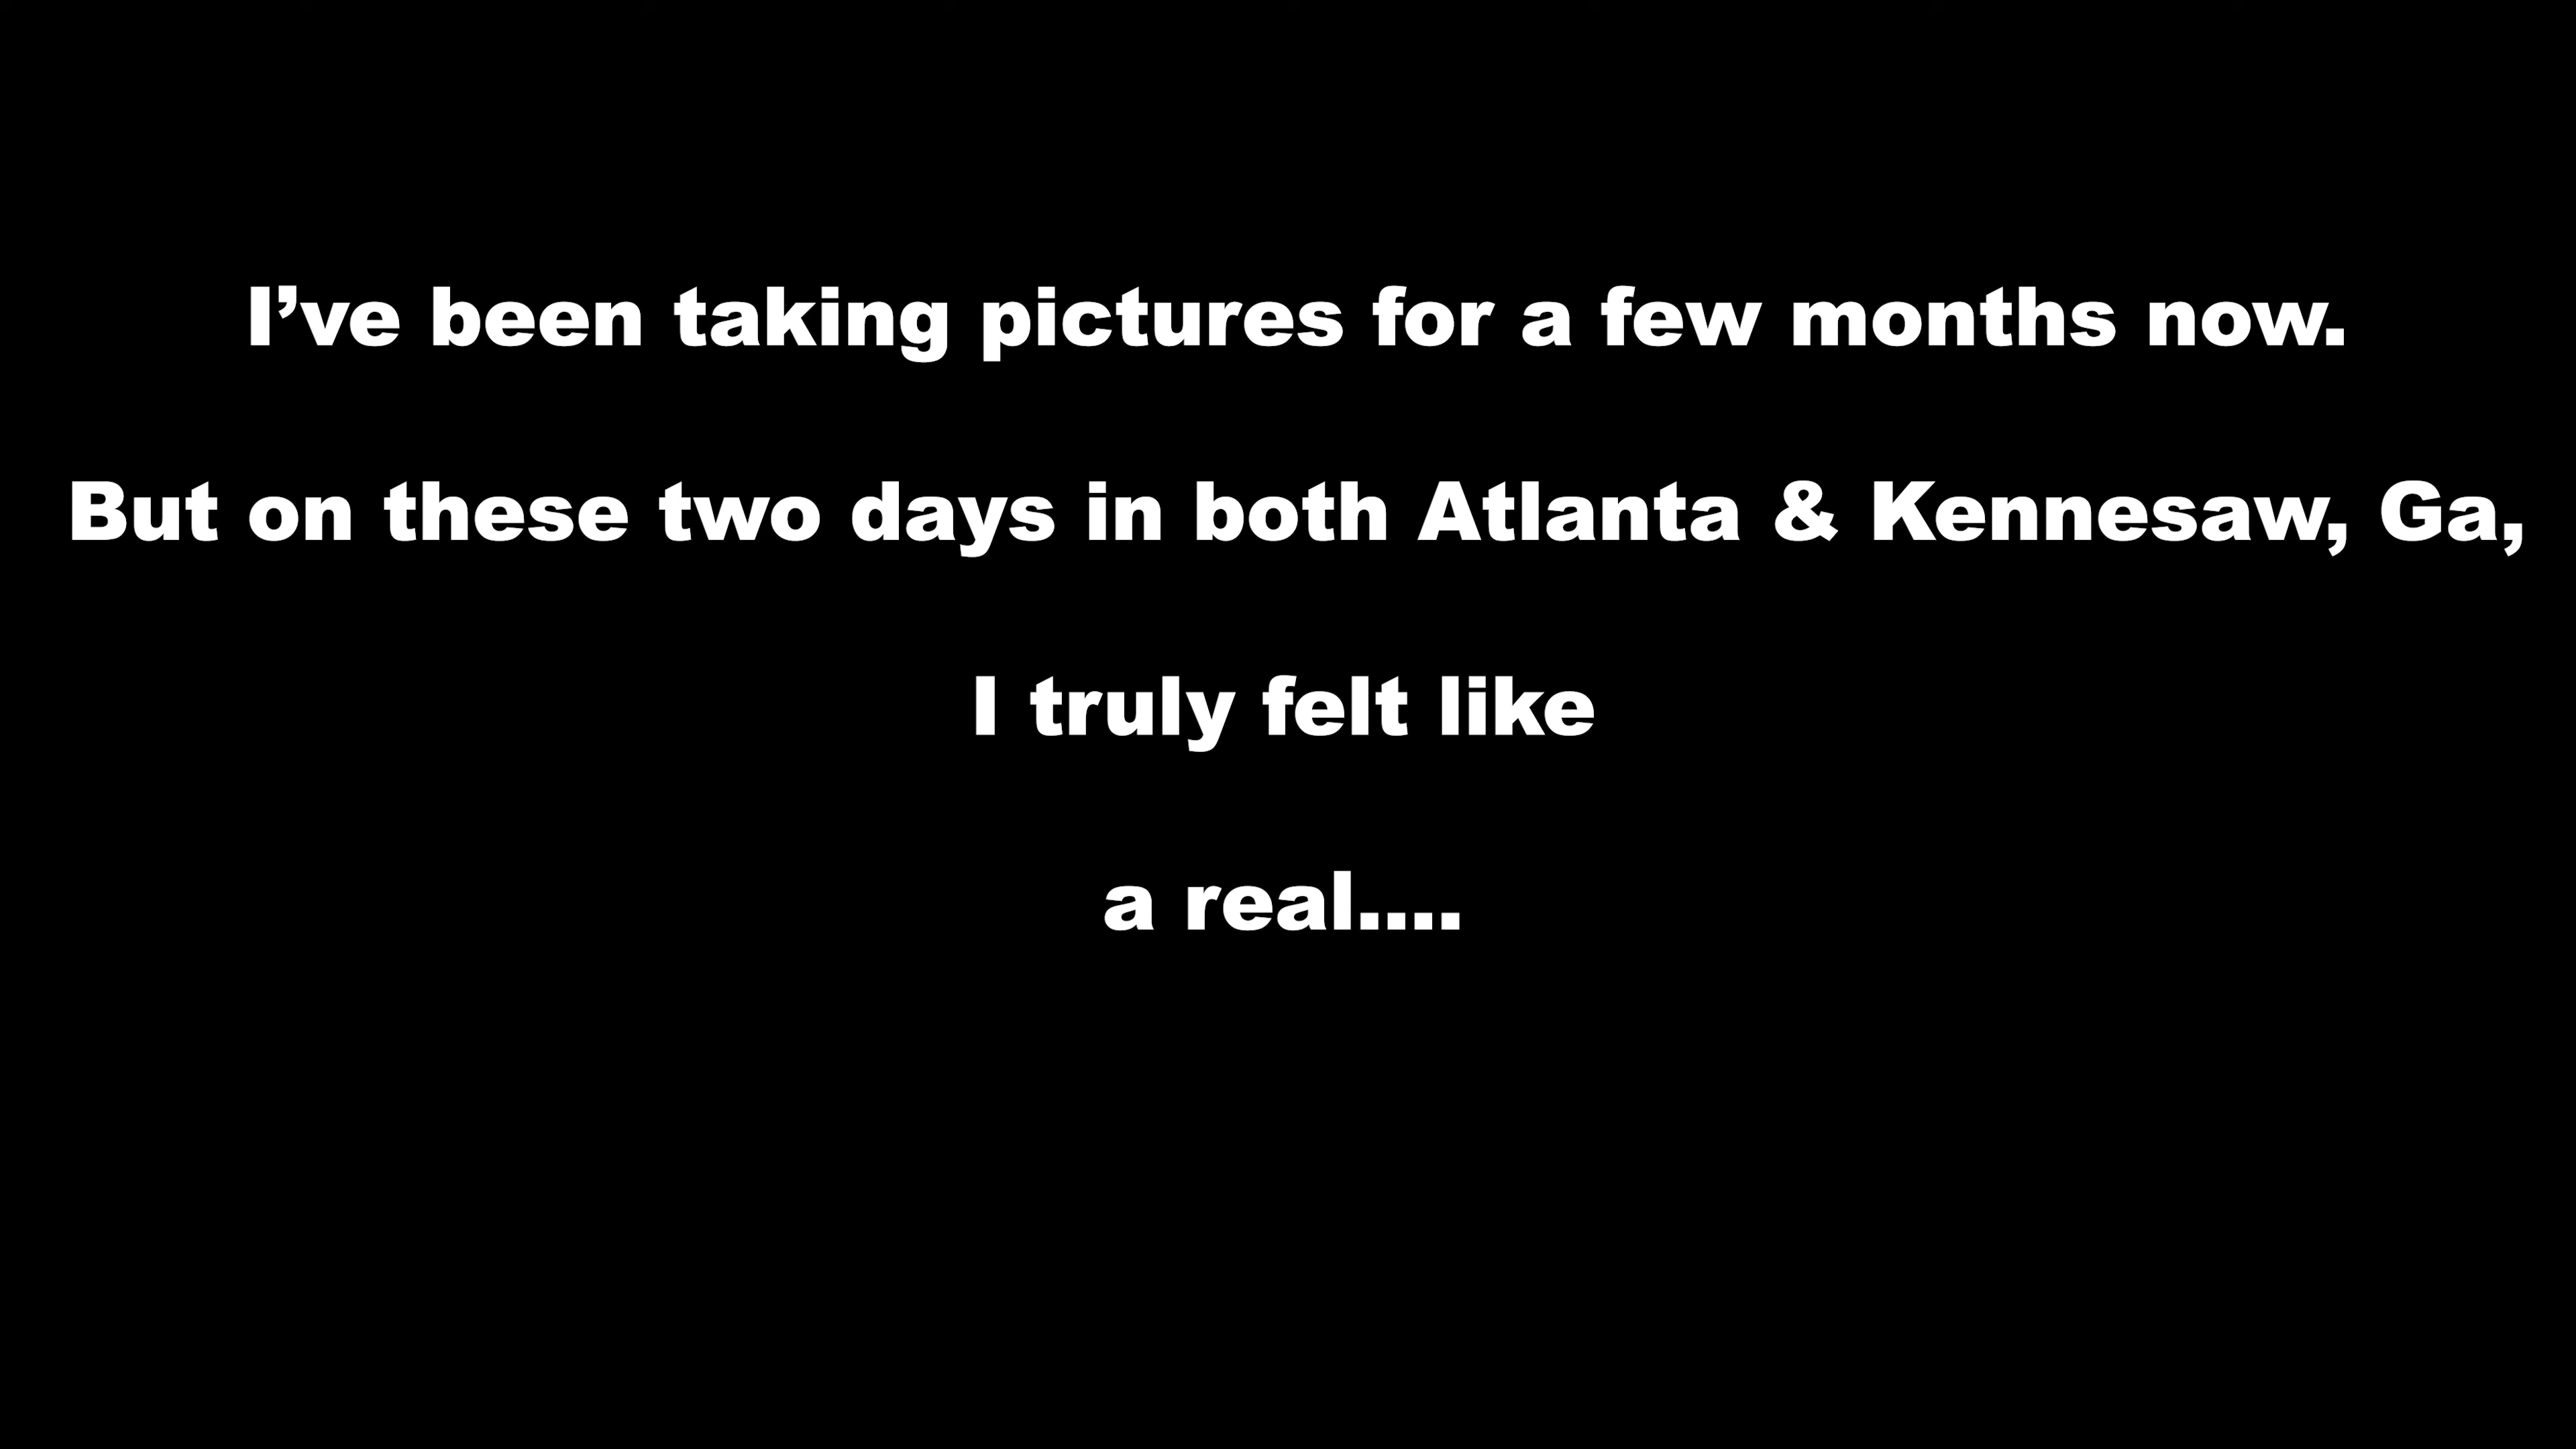 I’ve been taking pictures for a few months now.
But on these two days in both Atlanta & Kennesaw, Ga,
I truly felt like
a real....